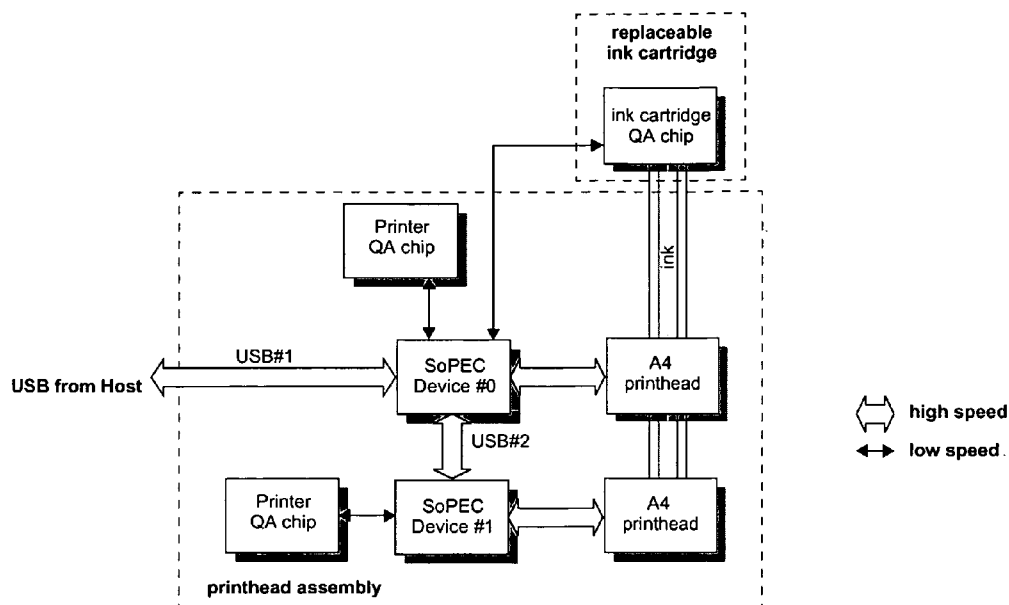 replaceable
ink cartridge
ink cartridge
QA chip
Printer
QA chip
ink
USB#1
USB from Host
SoPEC
Device #0
A4
printhead
high speed
low speed.
USB#2
Printer
QA chip
SoPEC
Device #1
A4
printhead
printhead assembly